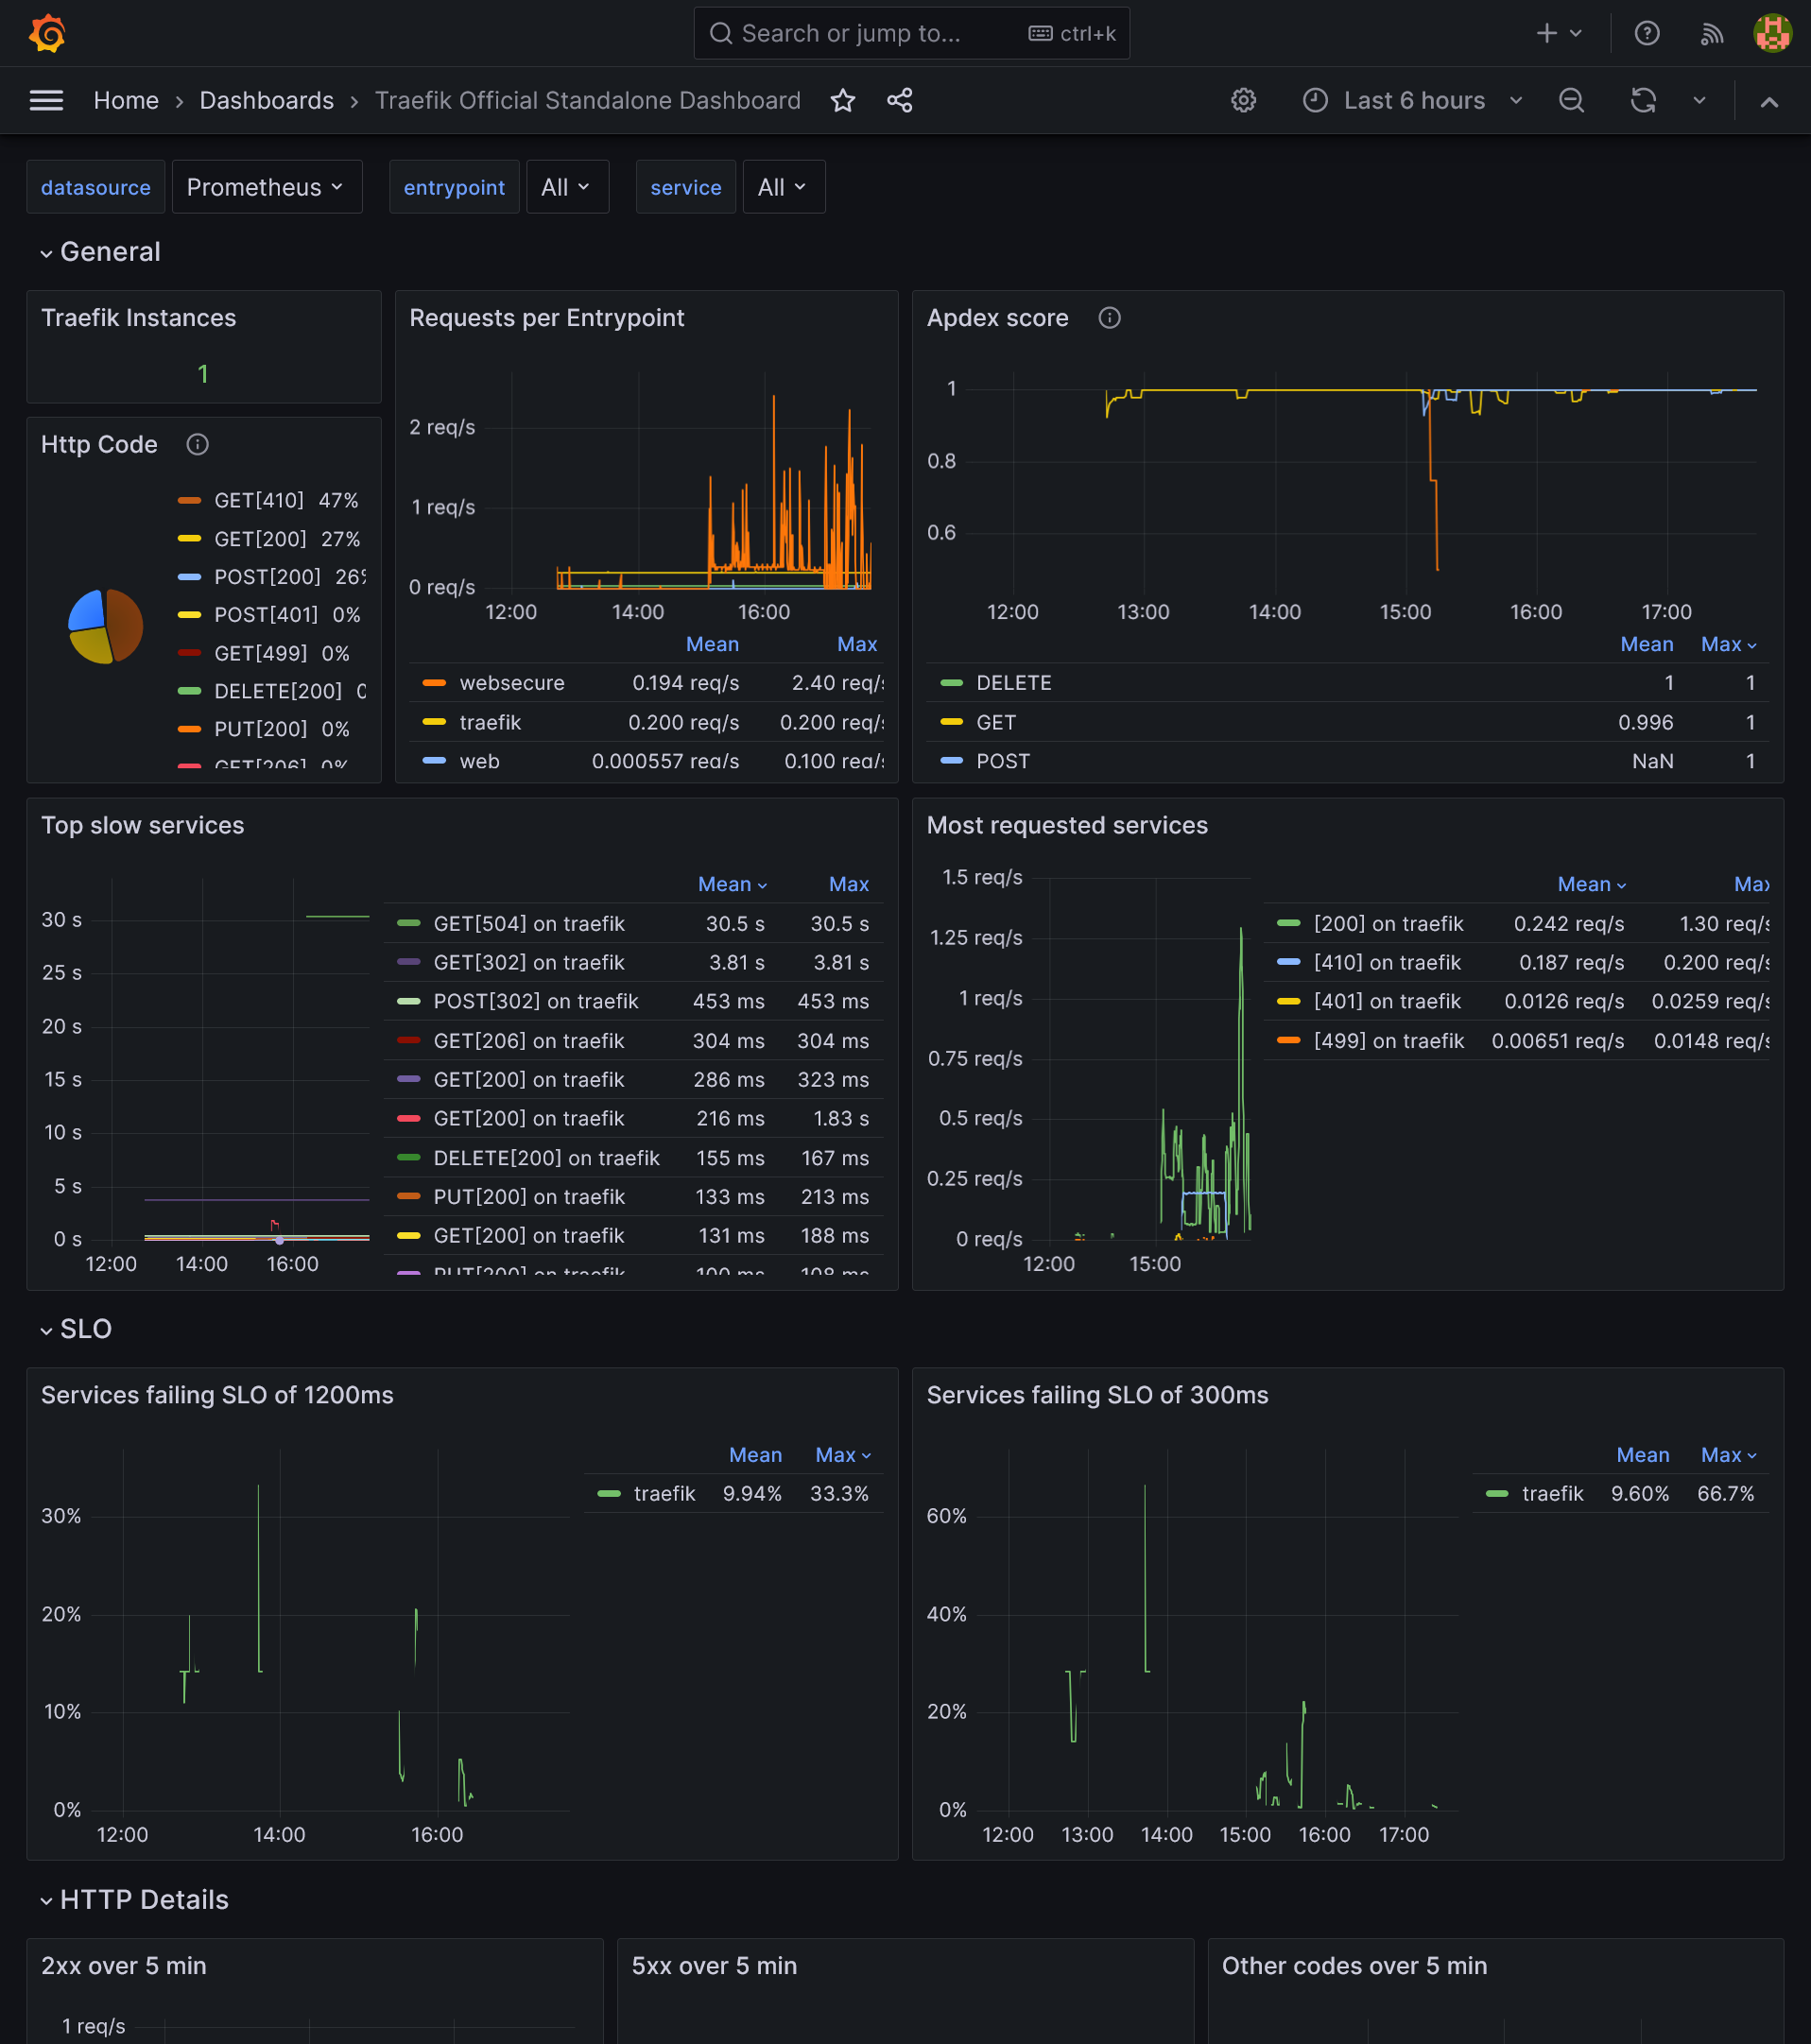 Search or jump to...
ctrl+k
Home › Dashboards › Traefik Official Standalone Dashboard
Last 6 hours
datasource Prometheus entrypoint All service All
General
Traefik Instances
1
Http Code
GET[410] 47%
GET[200] 27%
POST[200] 26%
POST[401] 0%
GET[499] 0%
DELETE[200] 0
PUT[200] 0%
GET[206] 0%
Requests per Entrypoint
2 req/s
1 req/s
0 req/s
12:00 14:00 16:00
Mean Max
websecure 0.194 req/s 2.40 req/s
traefik 0.200 req/s 0.200 req/s
web 0.000557 req/s 0.100 req/s
Apdex score
1
0.8
0.6
12:00 13:00 14:00 15:00 16:00 17:00
Mean Max
DELETE 1 1
GET 0.996 1
POST NaN 1
Top slow services
30 s
25 s
20 s
15 s
10 s
5 s
0 s
12:00 14:00 16:00
Mean Max
GET[504] on traefik 30.5 s 30.5 s
GET[302] on traefik 3.81 s 3.81 s
POST[302] on traefik 453 ms 453 ms
GET[206] on traefik 304 ms 304 ms
GET[200] on traefik 286 ms 323 ms
GET[200] on traefik 216 ms 1.83 s
DELETE[200] on traefik 155 ms 167 ms
PUT[200] on traefik 133 ms 213 ms
GET[200] on traefik 131 ms 188 ms
PUT[200] on traefik 100 ms 108 ms
Most requested services
1.5 req/s
1.25 req/s
1 req/s
0.75 req/s
0.5 req/s
0.25 req/s
0 req/s
12:00 15:00
Mean Max
[200] on traefik 0.242 req/s 1.30 req/s
[410] on traefik 0.187 req/s 0.200 req/s
[401] on traefik 0.0126 req/s 0.0259 req/s
[499] on traefik 0.00651 req/s 0.0148 req/s
SLO
Services failing SLO of 1200ms
30%
20%
10%
0%
12:00 14:00 16:00
Mean Max
traefik 9.94% 33.3%
Services failing SLO of 300ms
60%
40%
20%
0%
12:00 13:00 14:00 15:00 16:00 17:00
Mean Max
traefik 9.60% 66.7%
HTTP Details
2xx over 5 min
1 req/s
5xx over 5 min
Other codes over 5 min